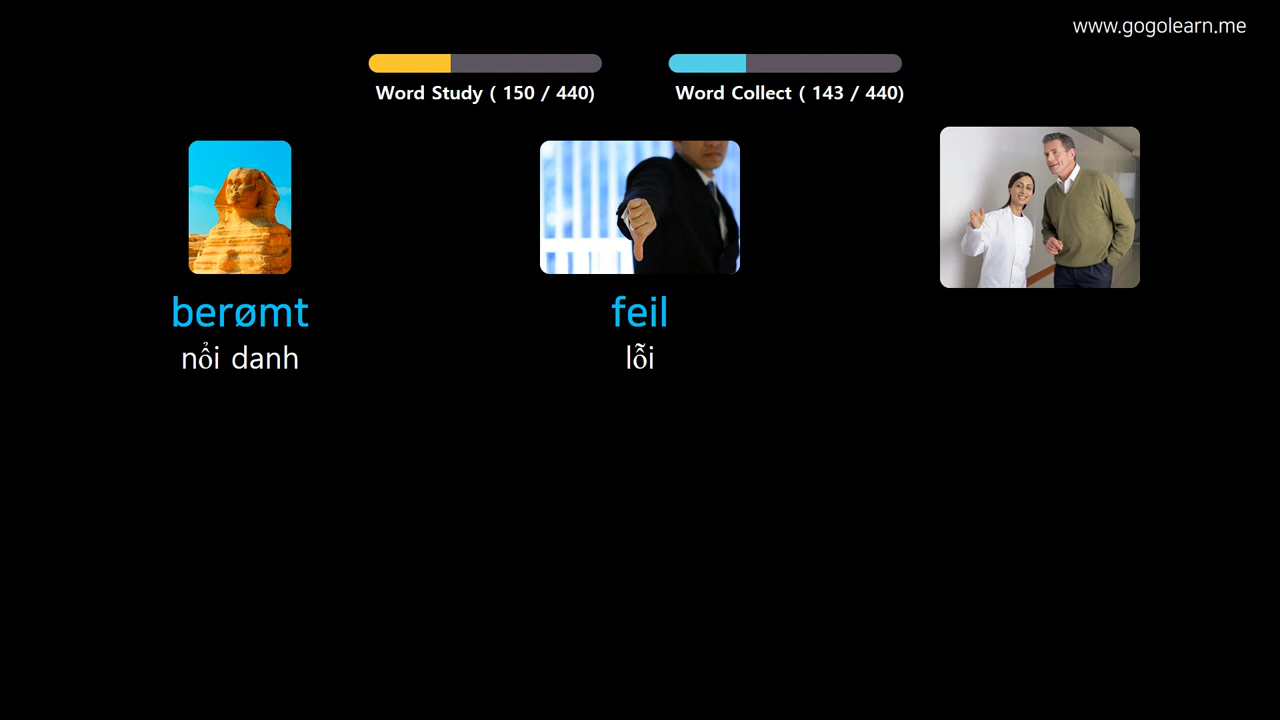 www.gogolearn.me
Word Study ( 150 / 440)
Word Collect ( 143 / 440)
berømt
nổi danh
feil
lỗi